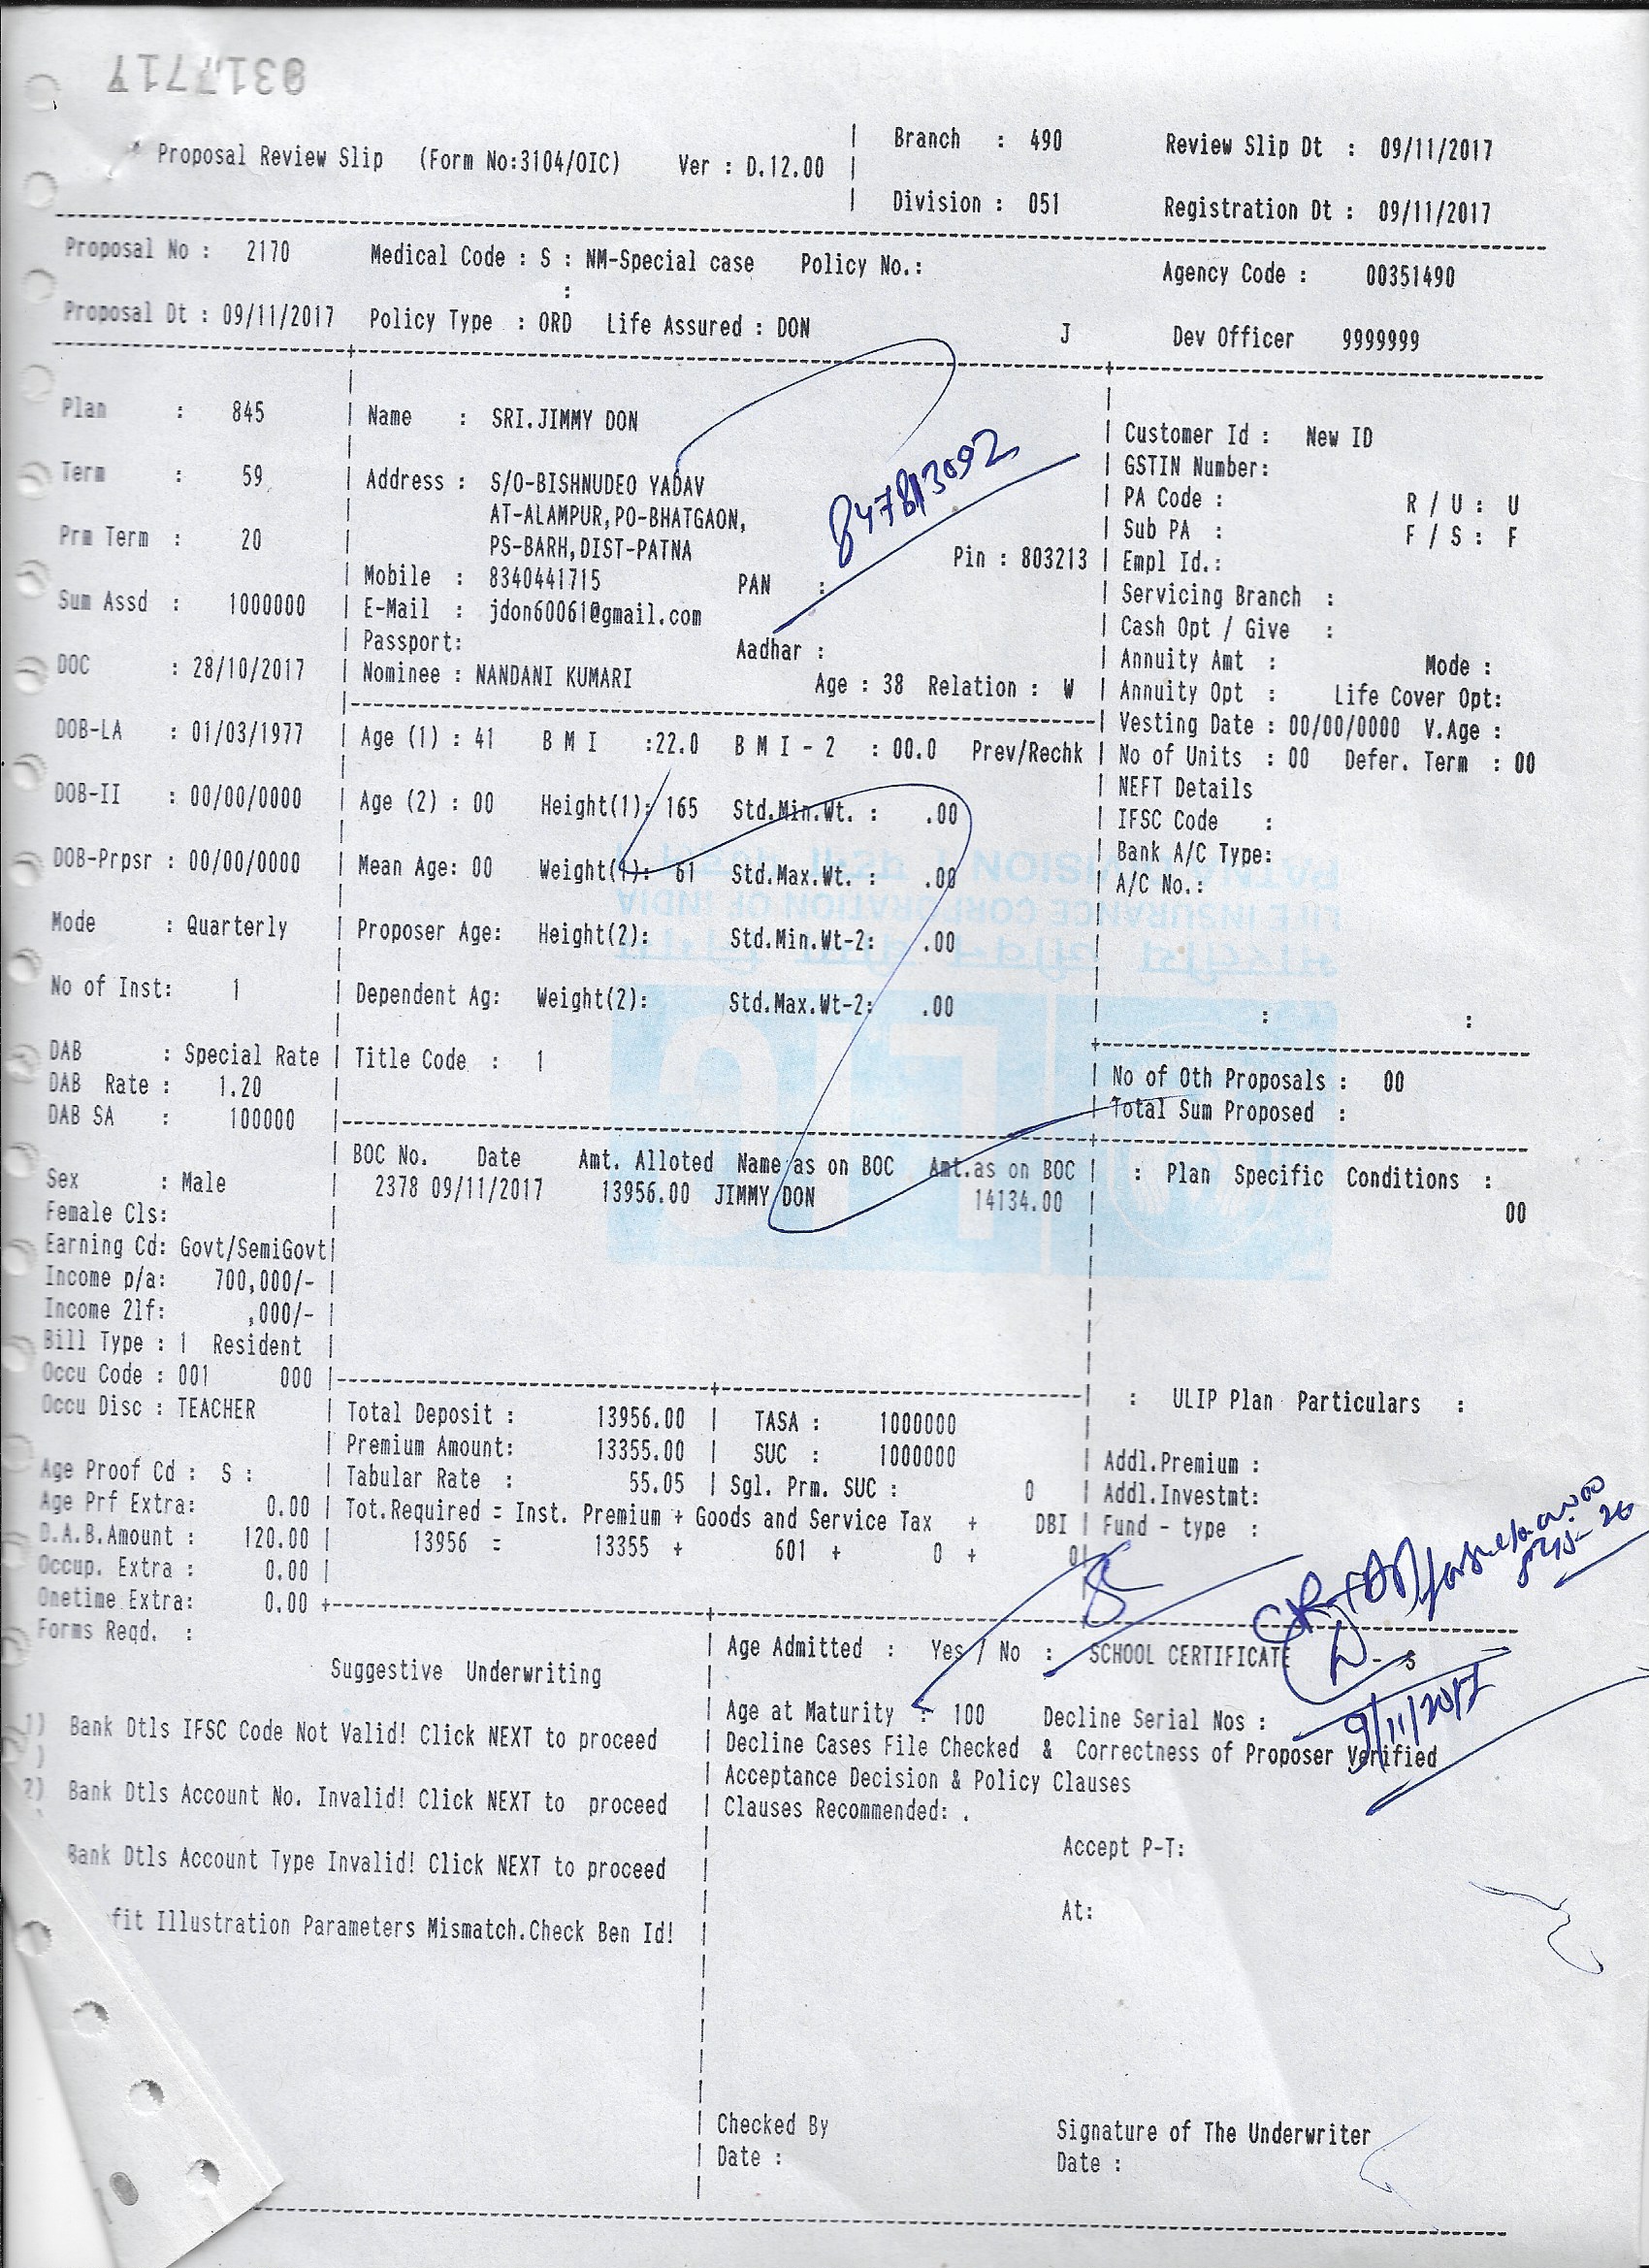 0317717
Proposal Review Slip (Form No:3104/OIC) Ver : D.12.00 | Branch : 490 Review Slip Dt : 09/11/2017
| Division : 051 Registration Dt : 09/11/2017
Proposal No : 2170 Medical Code : S : NM-Special case Policy No.: Agency Code : 00351490
:
Proposal Dt : 09/11/2017 Policy Type : ORD Life Assured : DON J Dev Officer 9999999
Plan : 845
Term : 59
Prm Term : 20
Sum Assd : 1000000
DOC : 28/10/2017
DOB-LA : 01/03/1977
DOB-II : 00/00/0000
DOB-Prpsr : 00/00/0000
Mode : Quarterly
No of Inst: 1
DAB : Special Rate
DAB Rate : 1.20
DAB SA : 100000
Sex : Male
Female Cls:
Earning Cd: Govt/SemiGovt
Income p/a: 700,000/-
Income 2lf: ,000/-
Bill Type : 1 Resident
Occu Code : 001 000
Occu Disc : TEACHER
Age Proof Cd : S :
Age Prf Extra: 0.00
D.A.B.Amount : 120.00
Occup. Extra : 0.00
Onetime Extra: 0.00
Forms Reqd. :
Name : SRI.JIMMY DON
Address : S/O-BISHNUDEO YADAV
AT-ALAMPUR,PO-BHATGAON,
PS-BARH,DIST-PATNA
Pin : 803213
Mobile : 8340441715 PAN :
E-Mail : jdon60061@gmail.com
Passport: Aadhar :
Nominee : NANDANI KUMARI Age : 38 Relation : W
Age (1) : 41 B M I :22.0 B M I - 2 : 00.0 Prev/Rechk
Age (2) : 00 Height(1): 165 Std.Min.Wt. : .00
Mean Age: 00 Weight(1): 61 Std.Max.Wt. : .00
Proposer Age: Height(2): Std.Min.Wt-2: .00
Dependent Ag: Weight(2): Std.Max.Wt-2: .00
Title Code : 1
BOC No. Date Amt. Alloted Name as on BOC Amt.as on BOC
2378 09/11/2017 13956.00 JIMMY DON 14134.00
Total Deposit : 13956.00 | TASA : 1000000
Premium Amount: 13355.00 | SUC : 1000000
Tabular Rate : 55.05 | Sgl. Prm. SUC : 0
Tot.Required = Inst. Premium + Goods and Service Tax + DBI
13956 = 13355 + 601 + 0 + 0
Customer Id : New ID
GSTIN Number:
PA Code : R / U : U
Sub PA : F / S : F
Empl Id.:
Servicing Branch :
Cash Opt / Give :
Annuity Amt : Mode :
Annuity Opt : Life Cover Opt:
Vesting Date : 00/00/0000 V.Age :
No of Units : 00 Defer. Term : 00
NEFT Details
IFSC Code :
Bank A/C Type:
A/C No.:
: :
No of Oth Proposals : 00
Total Sum Proposed :
: Plan Specific Conditions :
00
: ULIP Plan Particulars :
Addl.Premium :
Addl.Investmt:
Fund - type :
Suggestive Underwriting
1) Bank Dtls IFSC Code Not Valid! Click NEXT to proceed
)
2) Bank Dtls Account No. Invalid! Click NEXT to proceed
Bank Dtls Account Type Invalid! Click NEXT to proceed
fit Illustration Parameters Mismatch.Check Ben Id!
Age Admitted : Yes / No : SCHOOL CERTIFICATE - S
Age at Maturity : 100 Decline Serial Nos :
9/11/2017
Decline Cases File Checked & Correctness of Proposer Verified
Acceptance Decision & Policy Clauses
Clauses Recommended: .
Accept P-T:
At:
Checked By Signature of The Underwriter
Date : Date :
LIFE INSURANCE CORPORATION OF INDIA
भारतीय जीवन बीमा निगम
LIC